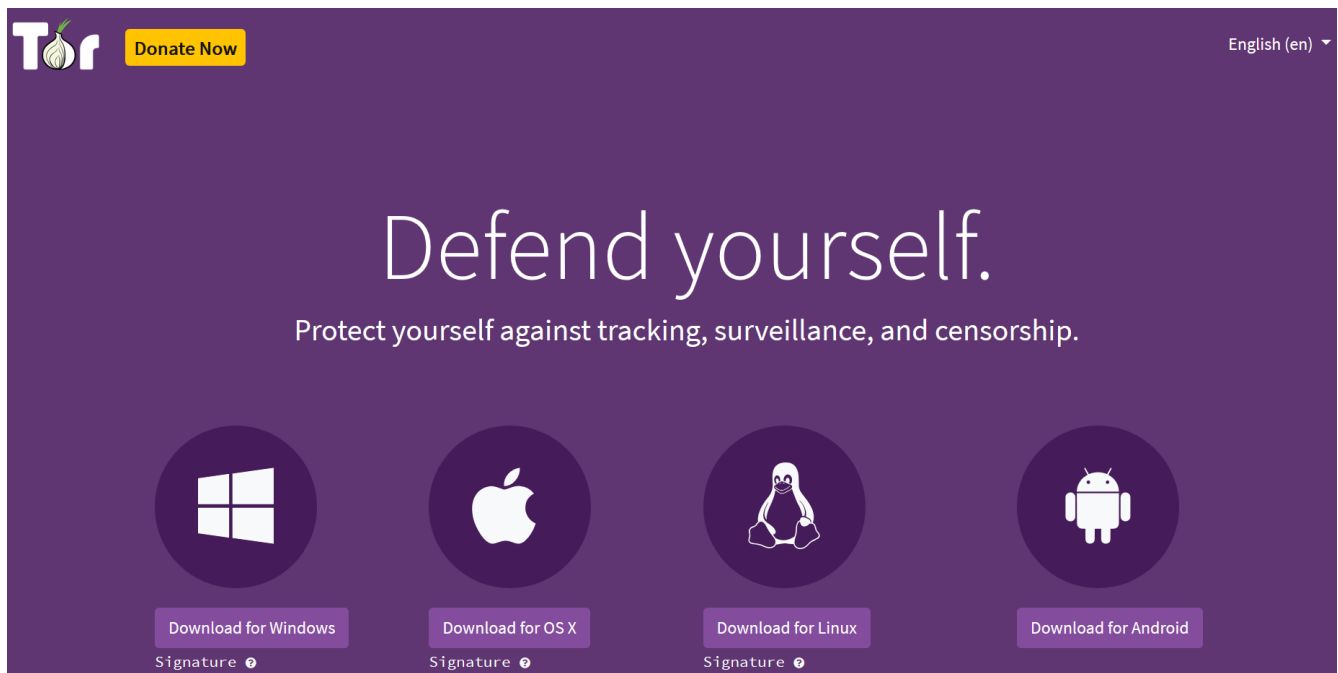 Tor
Donate Now
English (en)
Defend yourself.
Protect yourself against tracking, surveillance, and censorship.
Download for Windows
Download for OS X
Download for Linux
Download for Android
Signature ?
Signature ?
Signature ?